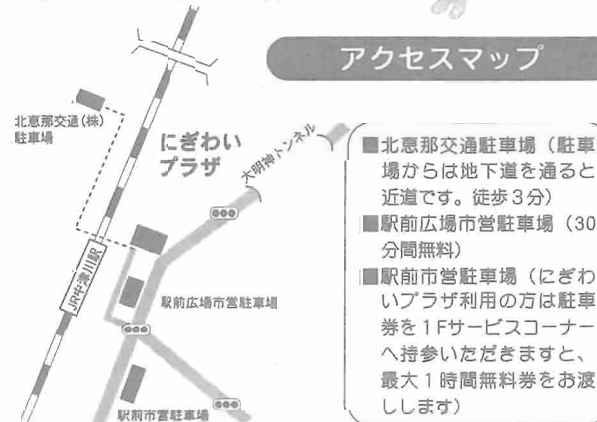 アクセスマップ
北恵那交通(株)
駐車場
にぎわい
プラザ
大明神トンネル
JR中津川駅
駅前広場市営駐車場
駅前市営駐車場
■北恵那交通駐車場(駐車
場からは地下道を通ると
近道です。徒歩3分)
■駅前広場市営駐車場(30
分間無料)
■駅前市営駐車場(にぎわ
いプラザ利用の方は駐車
券を1Fサービスコーナー
へ持参いただきますと、
最大1時間無料券をお渡
しします)